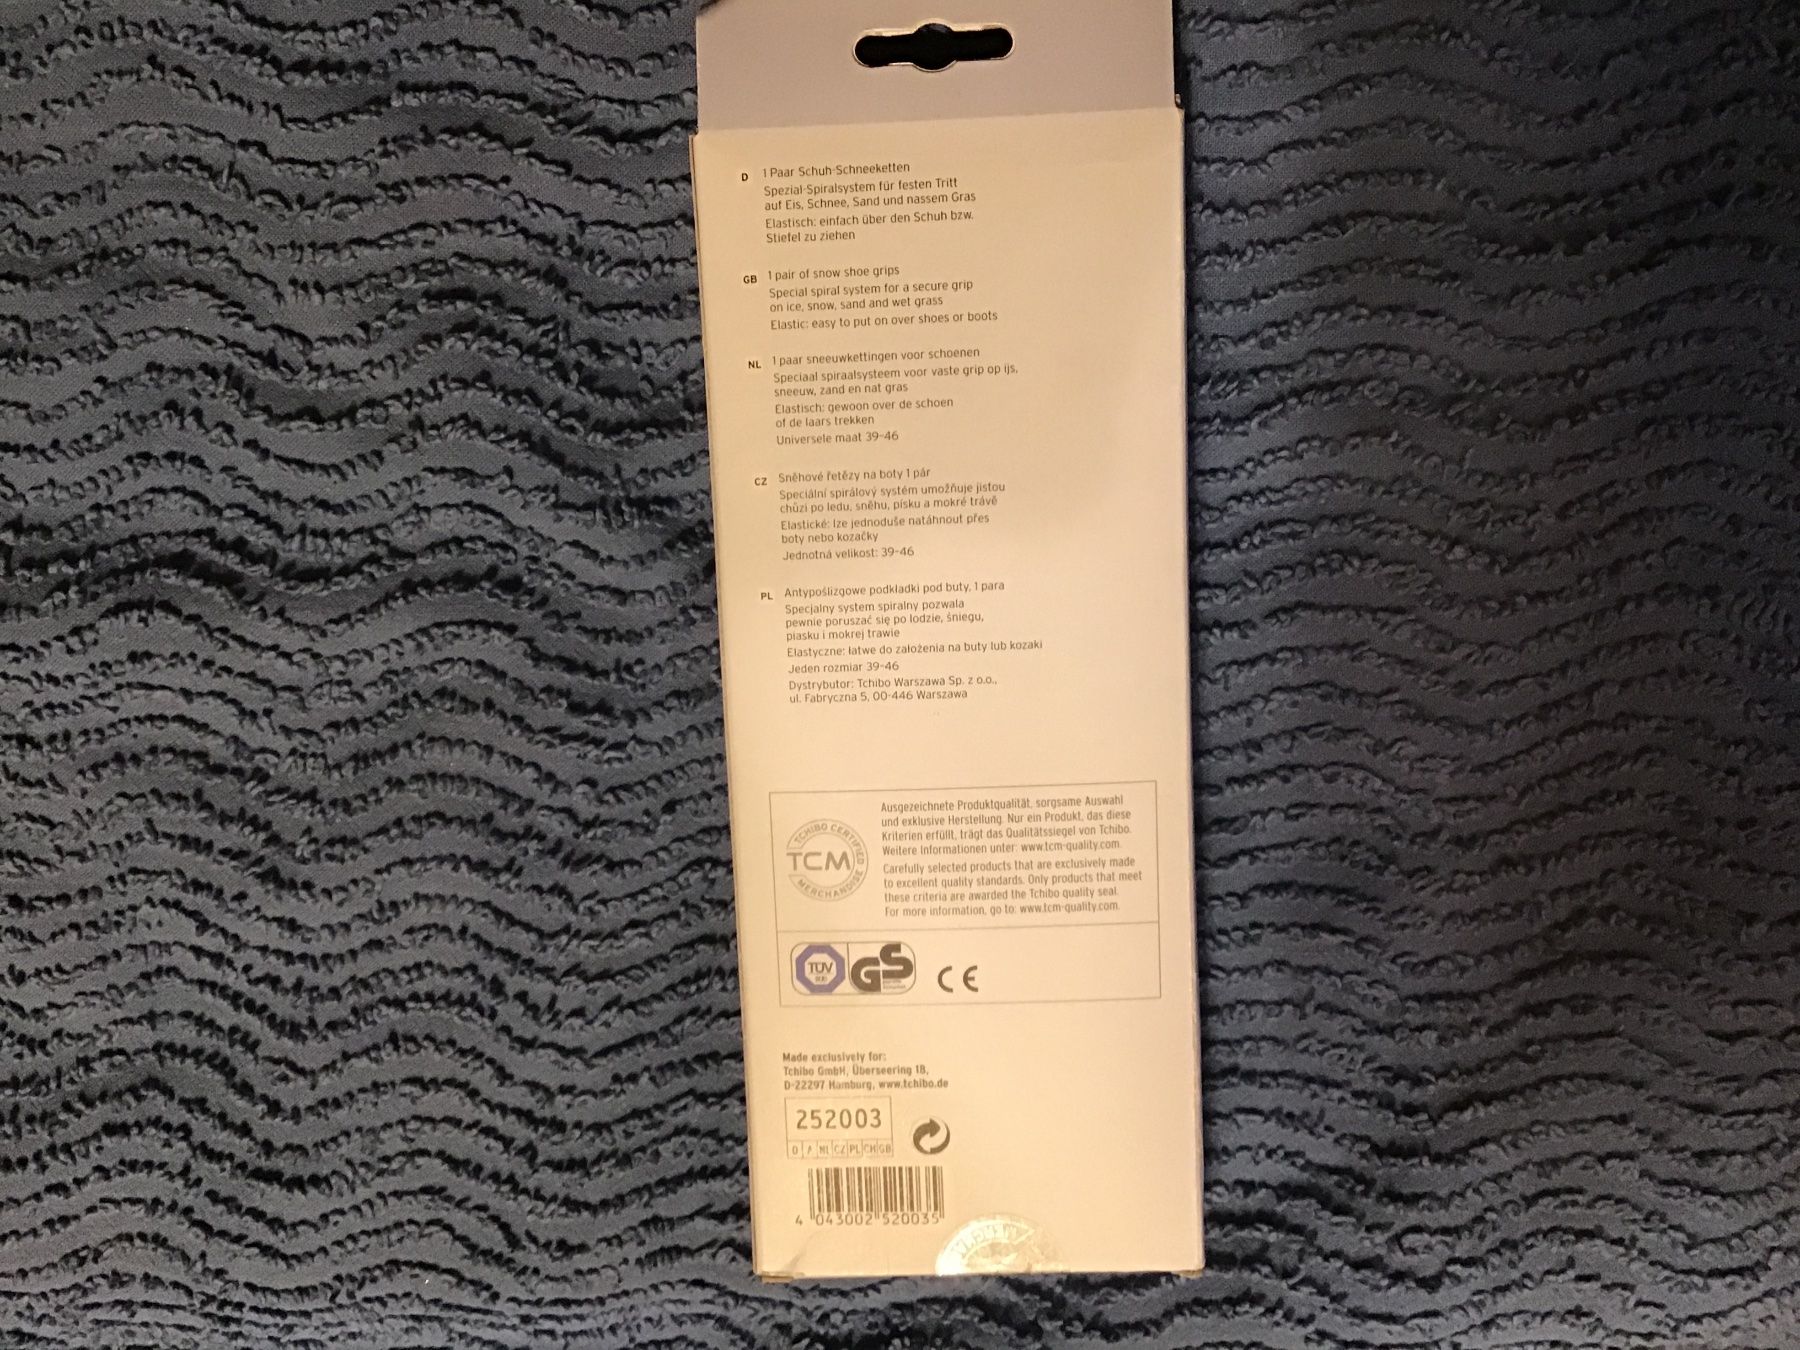 D 1 Paar Schuh-Schneeketten
Spezial-Spiralsystem für festen Tritt
auf Eis, Schnee, Sand und nassem Gras
Elastisch: einfach über den Schuh bzw.
Stiefel zu ziehen
GB 1 pair of snow shoe grips
Special spiral system for a secure grip
on ice, snow, sand and wet grass
Elastic: easy to put on over shoes or boots
NL 1 paar sneeuwkettingen voor schoenen
Speciaal spiraalsysteem voor vaste grip op ijs,
sneeuw, zand en nat gras
Elastisch: gewoon over de schoen
of de laars trekken
Universele maat 39-46
CZ Sněhové řetězy na boty 1 pár
Speciální spirálový systém umožňuje jistou
chůzi po ledu, sněhu, písku a mokré trávě
Elastické: lze jednoduše natáhnout přes
boty nebo kozačky
Jednotná velikost: 39-46
PL Antypoślizgowe podkładki pod buty, 1 para
Specjalny system spiralny pozwala
pewnie poruszać się po lodzie, śniegu,
piasku i mokrej trawie
Elastyczne: łatwe do założenia na buty lub kozaki
Jeden rozmiar 39-46
Dystrybutor: Tchibo Warszawa Sp. z o.o.,
ul. Fabryczna 5, 00-446 Warszawa
TCHIBO CERTIFIED
TCM
MERCHANDISE
Ausgezeichnete Produktqualität, sorgsame Auswahl
und exklusive Herstellung. Nur ein Produkt, das diese
Kriterien erfüllt, trägt das Qualitätssiegel von Tchibo.
Weitere Informationen unter: www.tcm-quality.com.
Carefully selected products that are exclusively made
to excellent quality standards. Only products that meet
these criteria are awarded the Tchibo quality seal.
For more information, go to: www.tcm-quality.com.
TÜV GS CE
Made exclusively for:
Tchibo GmbH, Überseering 18,
D-22297 Hamburg, www.tchibo.de
252003
D A NL CZ PL CH GB
4 043002 520035